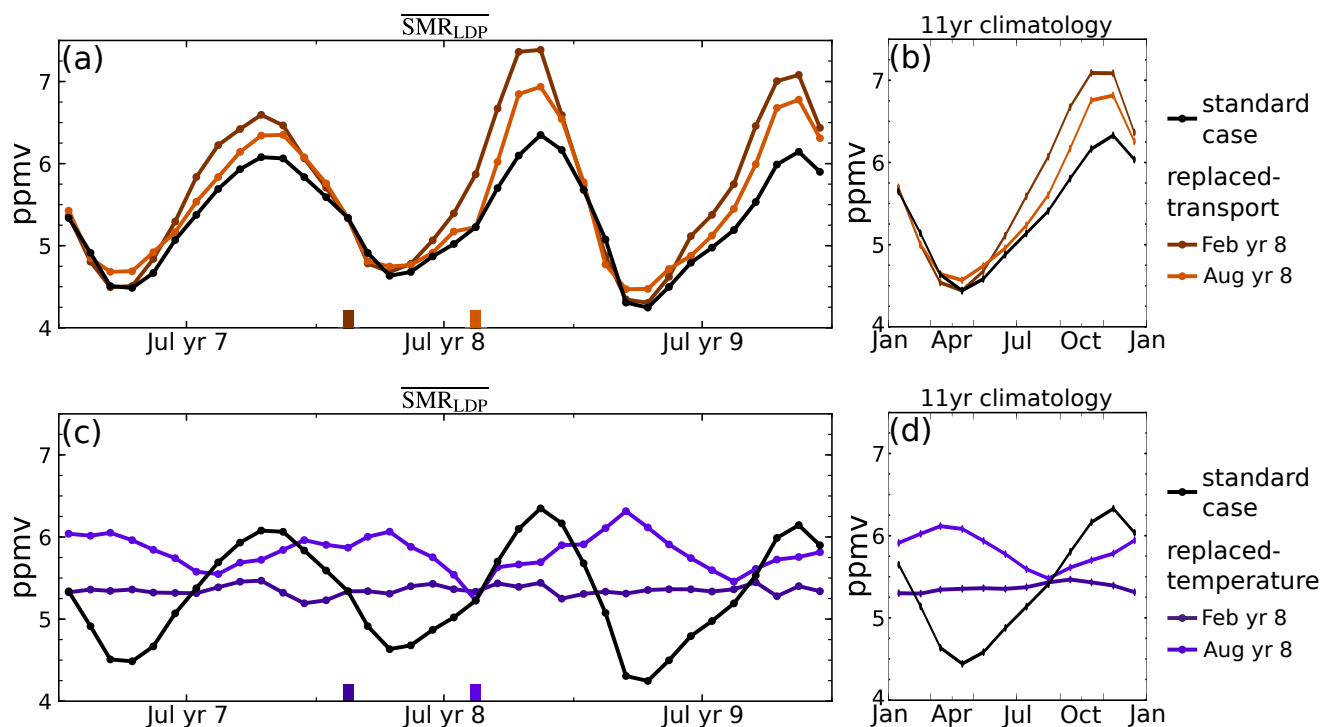 SMR_LDP
11yr climatology
(a)
(b)
7
6
5
4
ppmv
Jul yr 7
Jul yr 8
Jul yr 9
7
6
5
4
ppmv
Jan
Apr
Jul
Oct
Jan
standard
case
replaced-
transport
Feb yr 8
Aug yr 8
SMR_LDP
11yr climatology
(c)
(d)
7
6
5
4
ppmv
Jul yr 7
Jul yr 8
Jul yr 9
7
6
5
4
ppmv
Jan
Apr
Jul
Oct
Jan
standard
case
replaced-
temperature
Feb yr 8
Aug yr 8